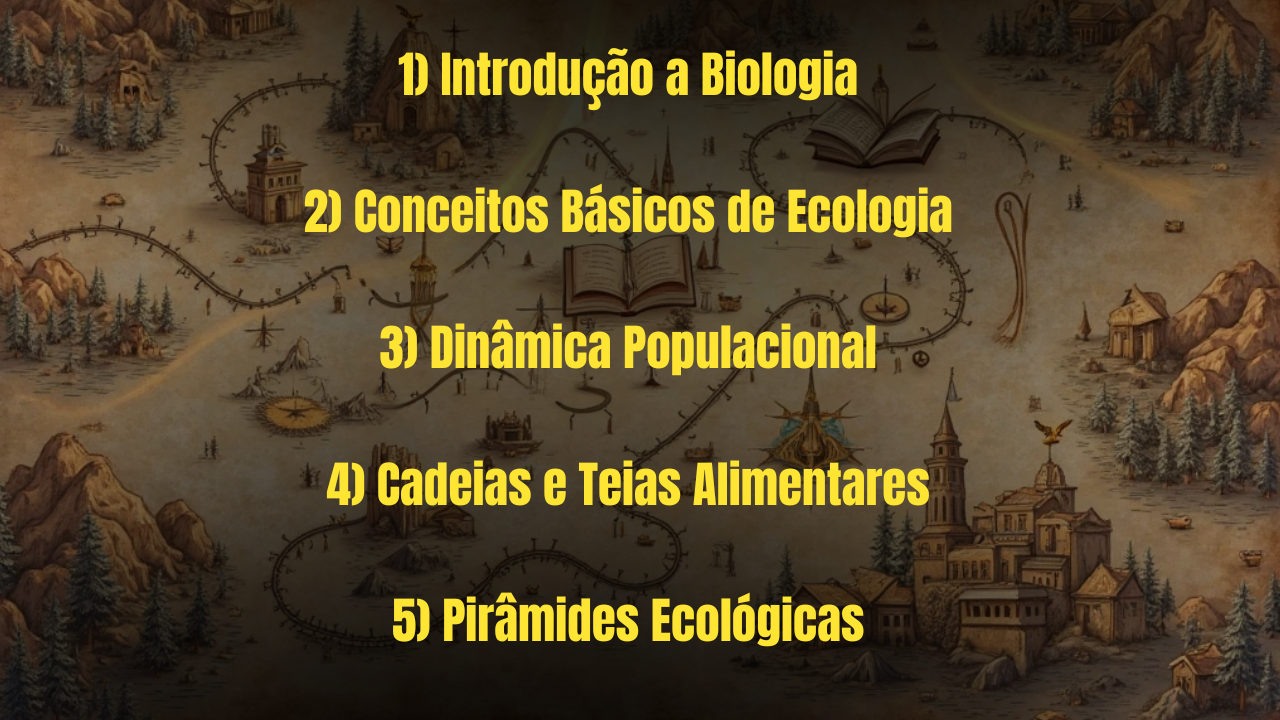 1) Introdução a Biologia
2) Conceitos Básicos de Ecologia
3) Dinâmica Populacional
4) Cadeias e Teias Alimentares
5) Pirâmides Ecológicas